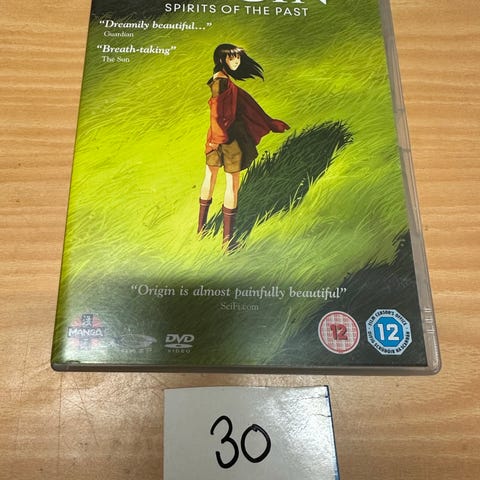 SPIRITS OF THE PAST
“Dreamily beautiful...”
Guardian
“Breath-taking”
The Sun
“Origin is almost painfully beautiful”
SciFi.com
MANGA
DVD
VIDEO
12
12
30